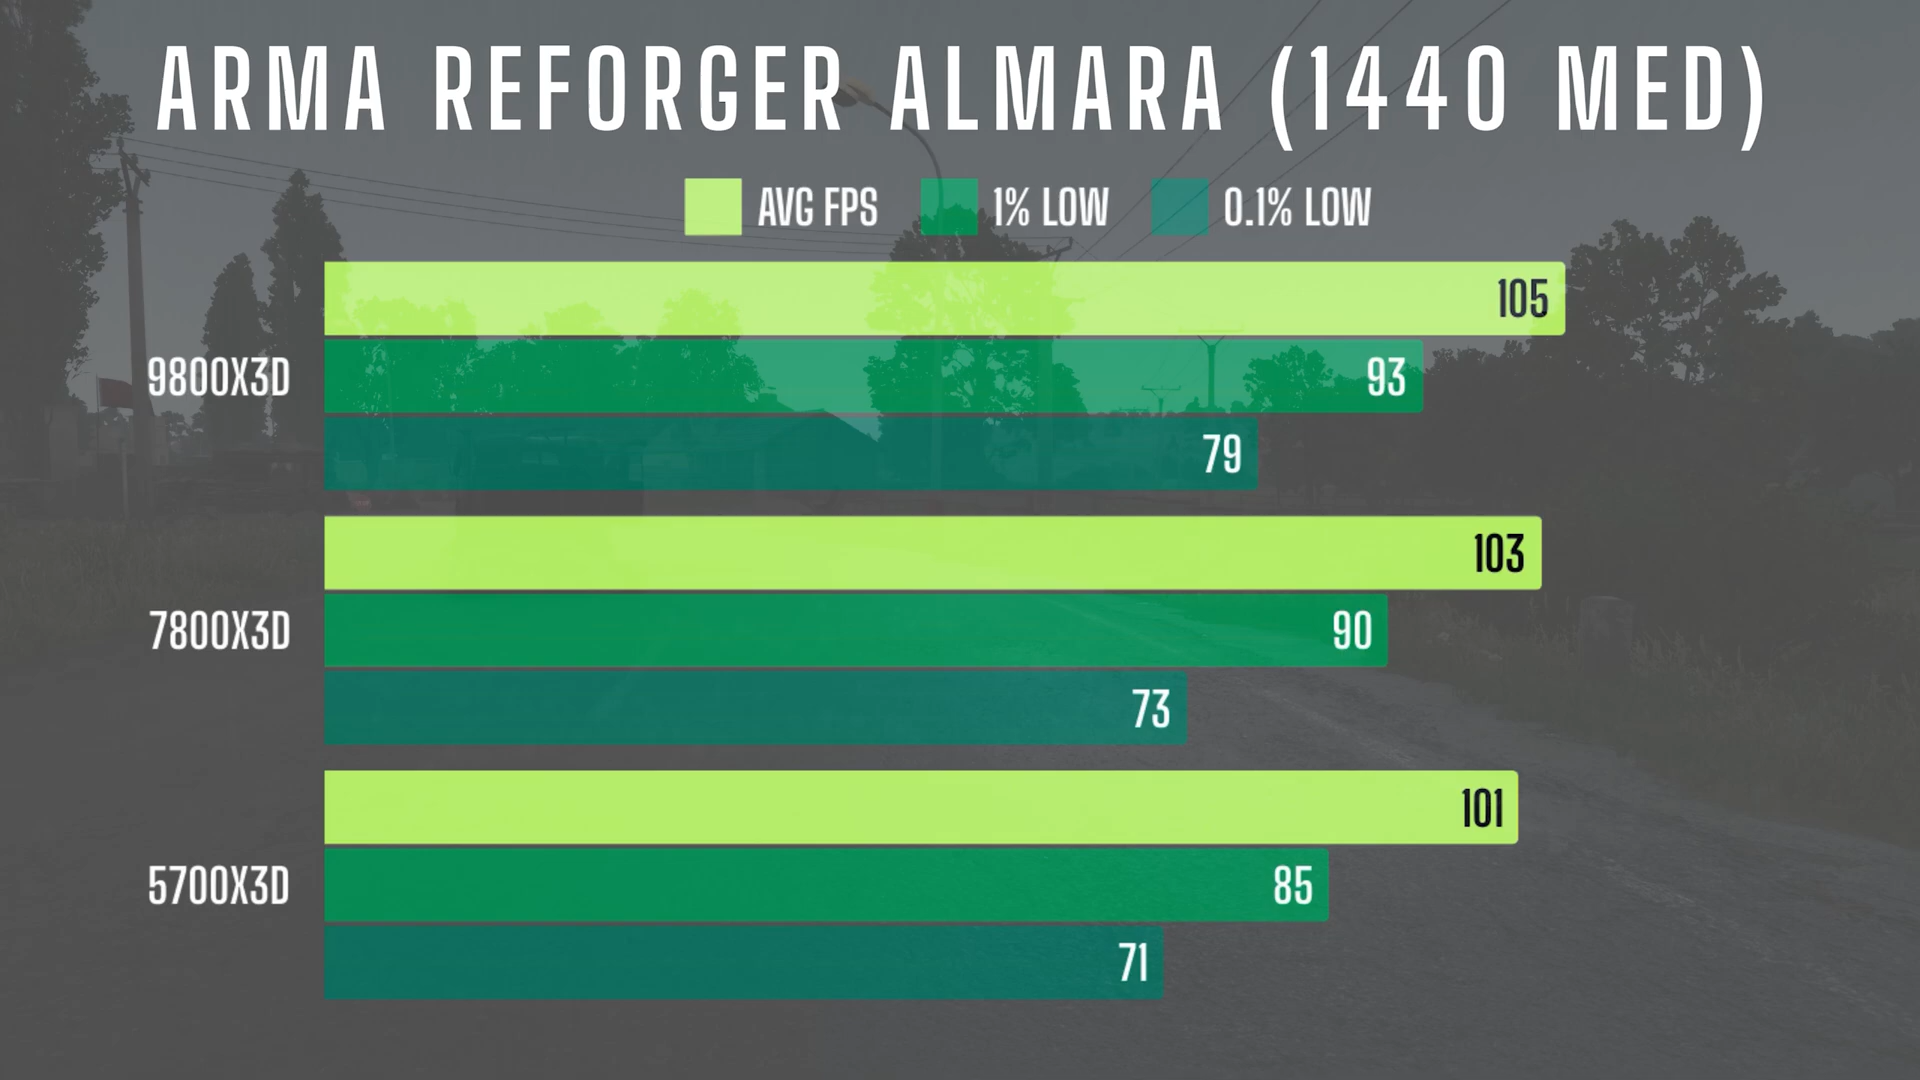 ARMA REFORGER ALMARA (1440 MED)
AVG FPS 1% LOW 0.1% LOW
105
9800X3D 93
79
103
7800X3D 90
73
101
5700X3D 85
71